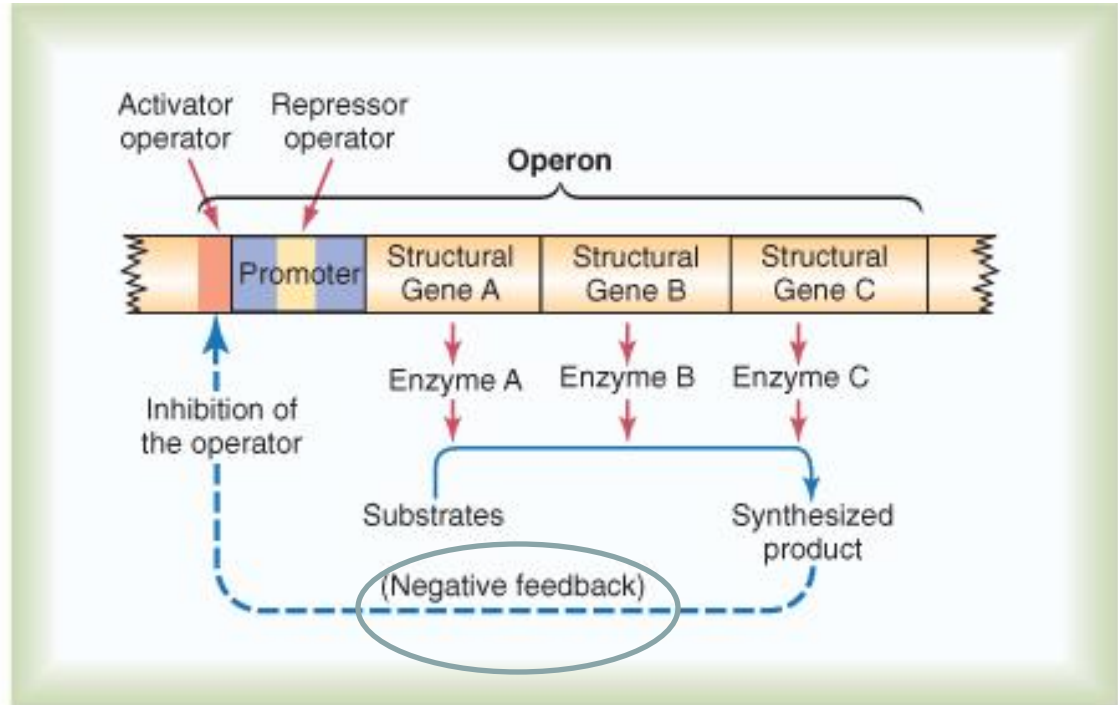 Activator
operator
Repressor
operator
Operon
Promoter
Structural
Gene A
Structural
Gene B
Structural
Gene C
Enzyme A
Enzyme B
Enzyme C
Inhibition of
the operator
Substrates
Synthesized
product
(Negative feedback)